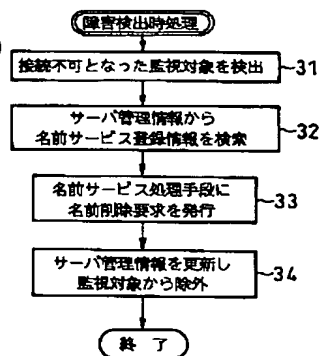 障害検出時処理
接続不可となった監視対象を検出
31
サーバ管理情報から
名前サービス登録情報を検索
32
名前サービス処理手段に
名前削除要求を発行
33
サーバ管理情報を更新し
監視対象から除外
34
終了